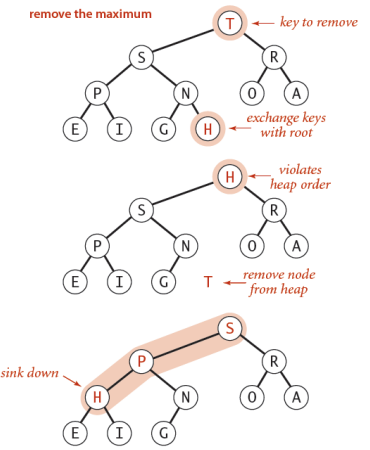 remove the maximum
T
key to remove
S
R
P
N
O
A
E
I
G
H
exchange keys
with root
violates
heap order
H
S
R
P
N
O
A
E
I
G
T
remove node
from heap
S
P
R
sink down
H
N
O
A
E
I
G